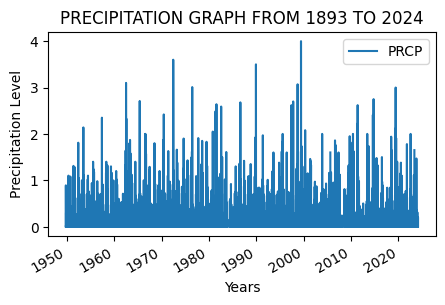 PRECIPITATION GRAPH FROM 1893 TO 2024
PRCP
Precipitation Level
4
3
2
1
0
1950 1960 1970 1980 1990 2000 2010 2020
Years